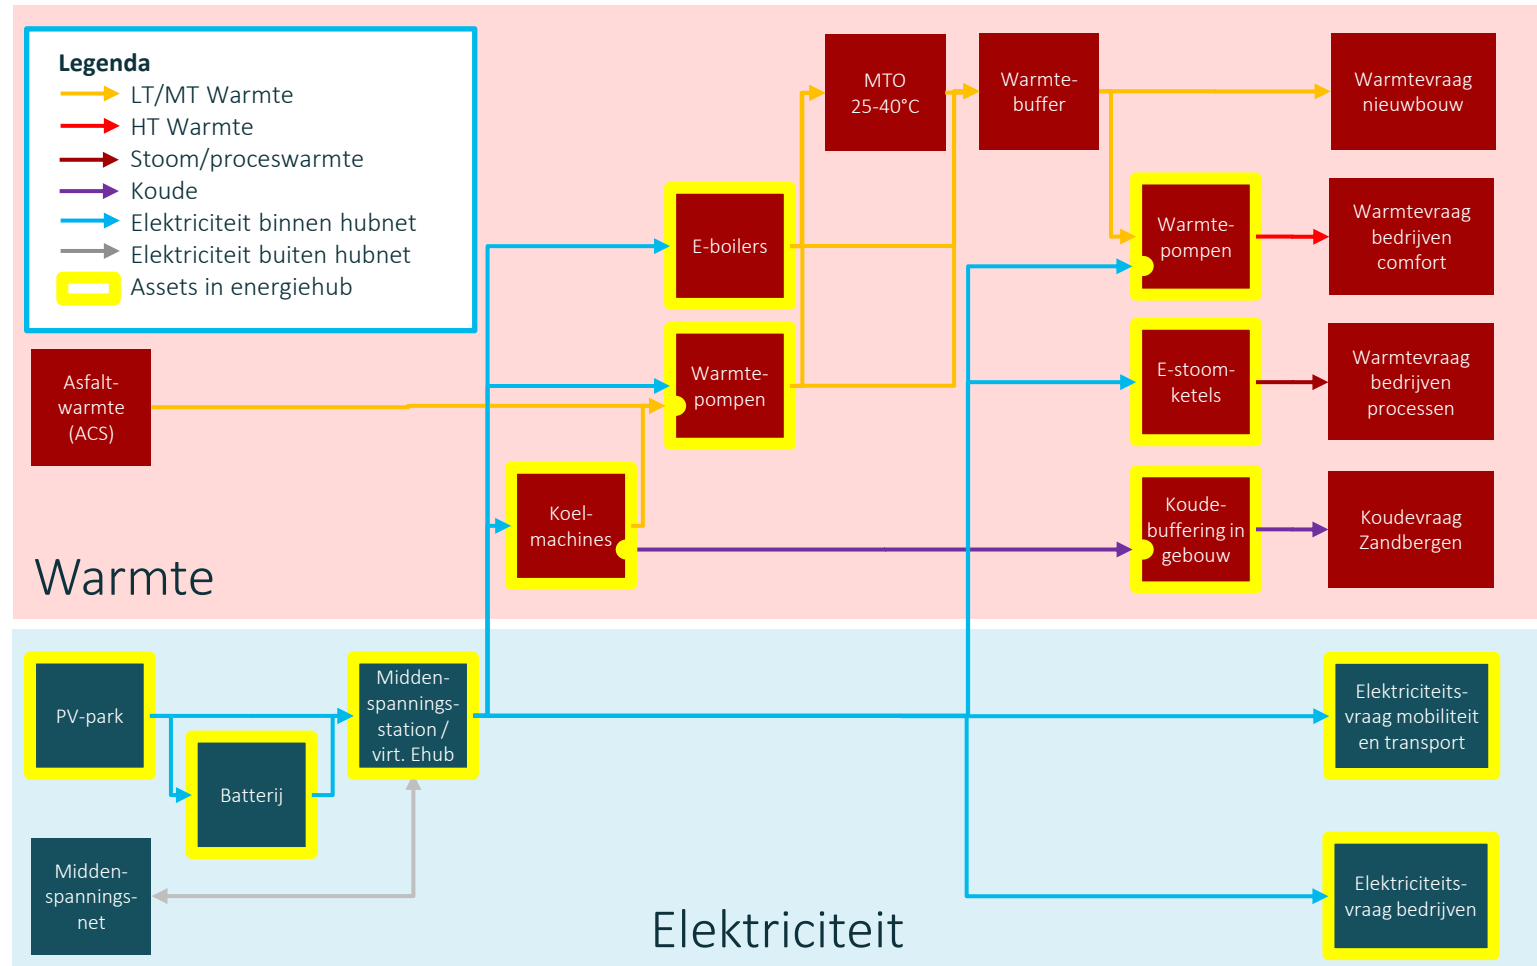 Legenda
LT/MT Warmte
HT Warmte
Stoom/proceswarmte
Koude
Elektriciteit binnen hubnet
Elektriciteit buiten hubnet
Assets in energiehub
MTO
25-40°C
Warmte-
buffer
Warmtevraag
nieuwbouw
E-boilers
Warmte-
pompen
Warmtevraag
bedrijven
comfort
Asfalt-
warmte
(ACS)
Warmte-
pompen
E-stoom-
ketels
Warmtevraag
bedrijven
processen
Koel-
machines
Koude-
buffering in
gebouw
Koudevraag
Zandbergen
Warmte
PV-park
Batterij
Midden-
spannings-
station /
virt. Ehub
Elektriciteits-
vraag mobiliteit
en transport
Midden-
spannings-
net
Elektriciteits-
vraag bedrijven
Elektriciteit